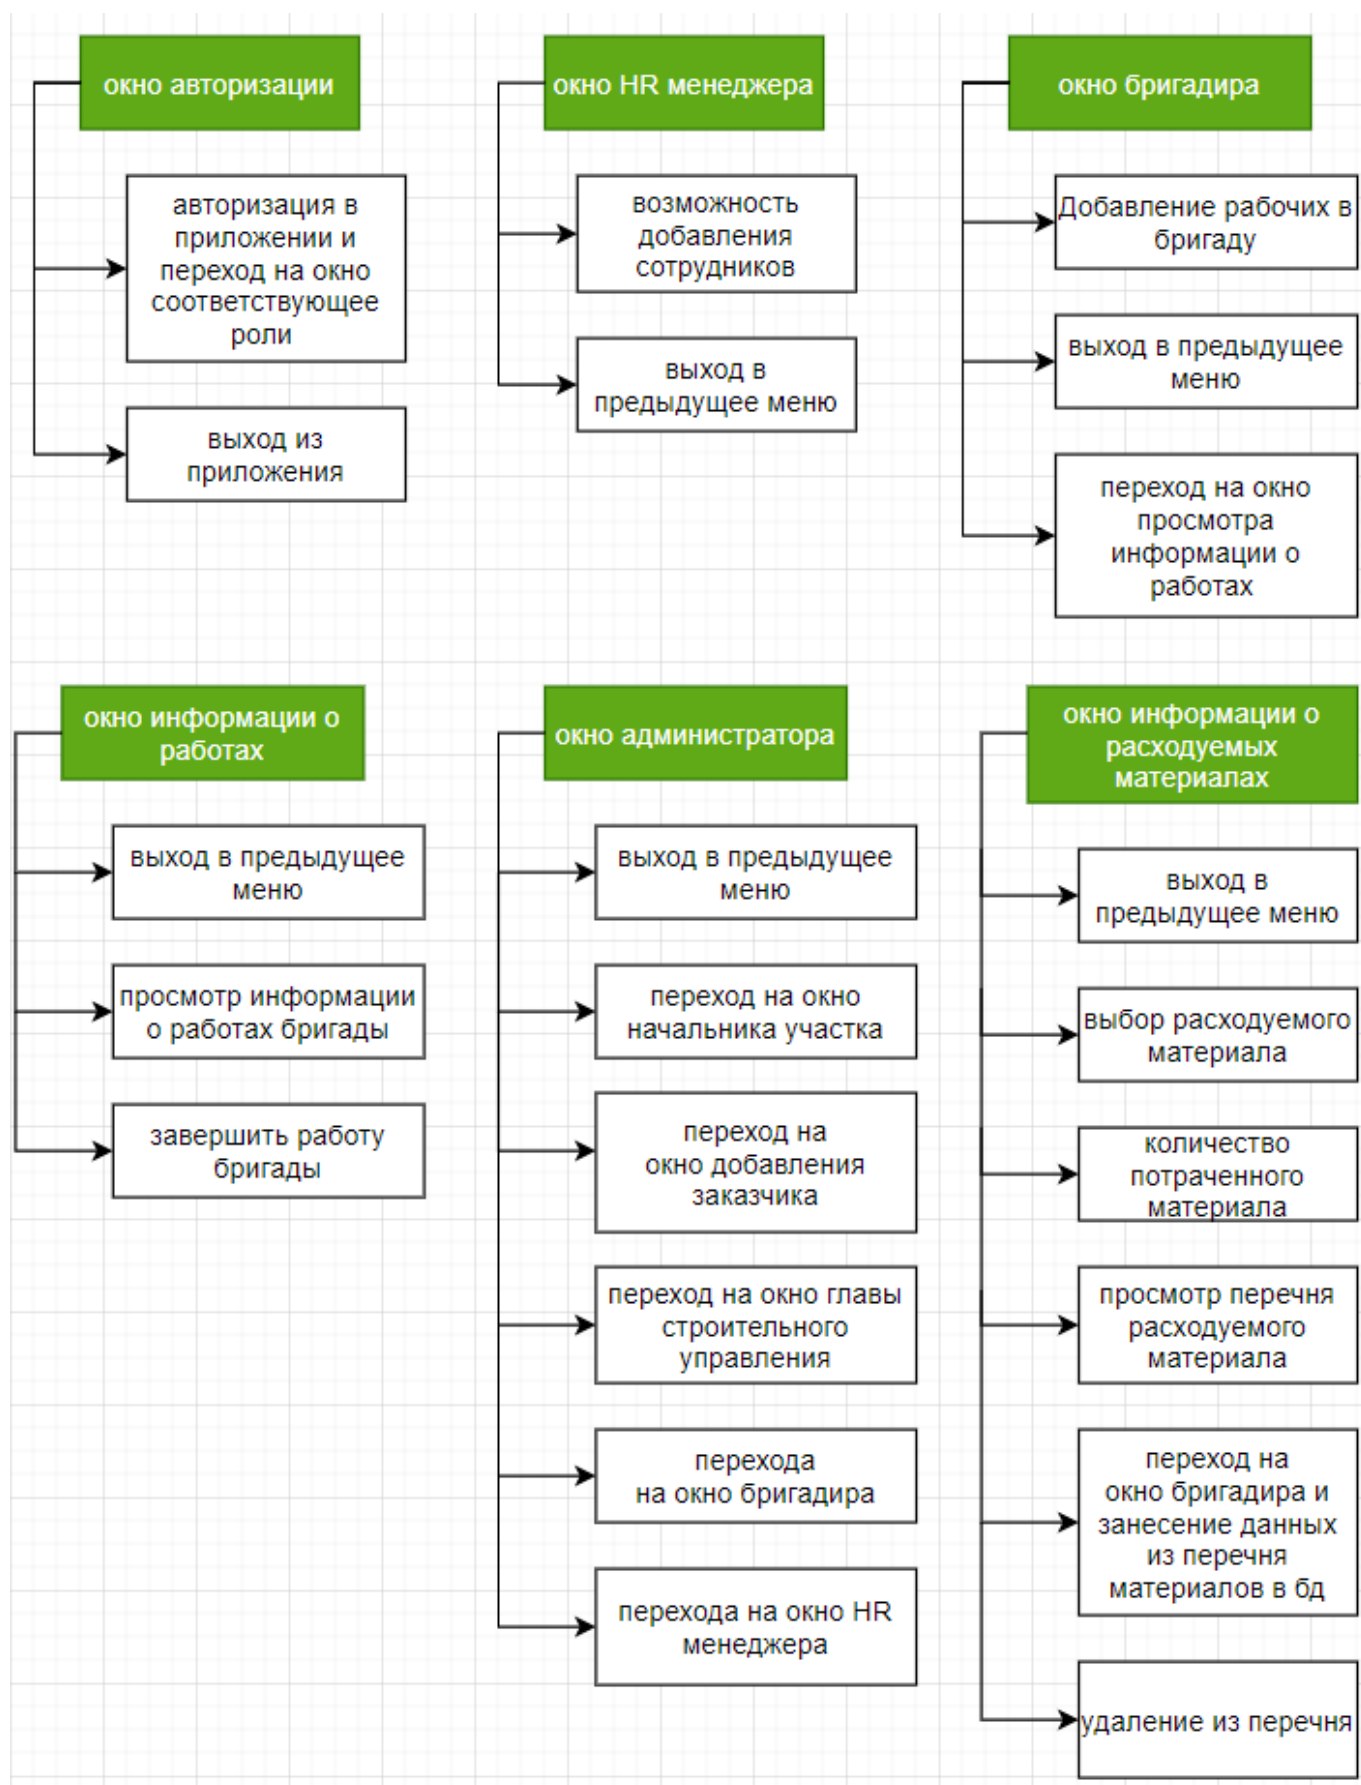 окно авторизации
авторизация в
приложении и
переход на окно
соответствующее
роли
выход из
приложения
окно HR менеджера
возможность
добавления
сотрудников
выход в
предыдущее меню
окно бригадира
Добавление рабочих в
бригаду
выход в предыдущее
меню
переход на окно
просмотра
информации о
работах
окно информации о
работах
выход в предыдущее
меню
просмотр информации
о работах бригады
завершить работу
бригады
окно администратора
выход в предыдущее
меню
переход на окно
начальника участка
переход на
окно добавления
заказчика
переход на окно главы
строительного
управления
перехода
на окно бригадира
перехода на окно HR
менеджера
окно информации о
расходуемых
материалах
выход в
предыдущее меню
выбор расходуемого
материала
количество
потраченного
материала
просмотр перечня
расходуемого
материала
переход на
окно бригадира и
занесение данных
из перечня
материалов в бд
удаление из перечня